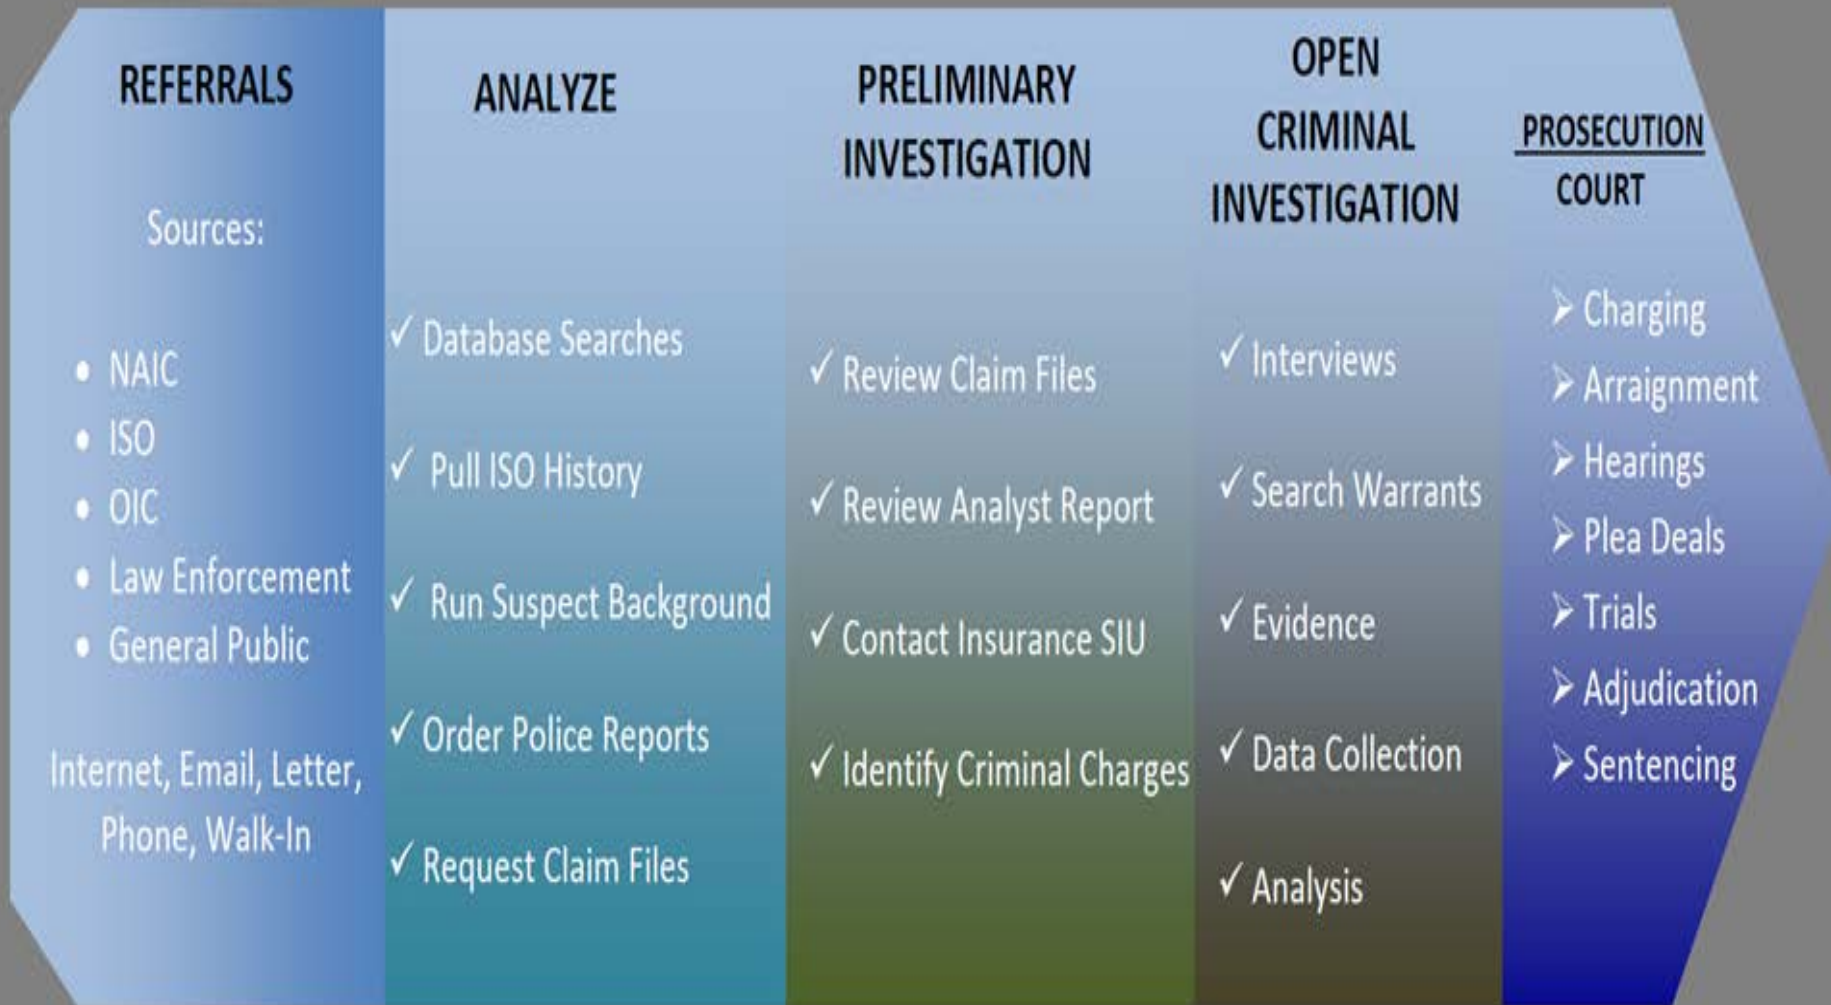 REFERRALS
Sources:
• NAIC
• ISO
• OIC
• Law Enforcement
• General Public
Internet, Email, Letter,
Phone, Walk-In
ANALYZE
✓ Database Searches
✓ Pull ISO History
✓ Run Suspect Background
✓ Order Police Reports
✓ Request Claim Files
PRELIMINARY
INVESTIGATION
✓ Review Claim Files
✓ Review Analyst Report
✓ Contact Insurance SIU
✓ Identify Criminal Charges
OPEN
CRIMINAL
INVESTIGATION
✓ Interviews
✓ Search Warrants
✓ Evidence
✓ Data Collection
✓ Analysis
PROSECUTION
COURT
➢ Charging
➢ Arraignment
➢ Hearings
➢ Plea Deals
➢ Trials
➢ Adjudication
➢ Sentencing